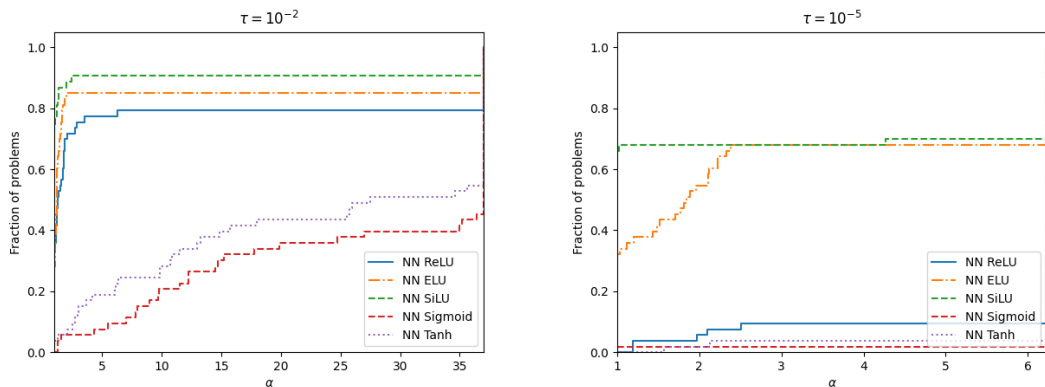 τ = 10⁻²
Fraction of problems
1.0
0.8
0.6
0.4
0.2
0.0
5
10
15
20
25
30
35
α
NN ReLU
NN ELU
NN SiLU
NN Sigmoid
NN Tanh
τ = 10⁻⁵
Fraction of problems
1.0
0.8
0.6
0.4
0.2
0.0
1
2
3
4
5
6
α
NN ReLU
NN ELU
NN SiLU
NN Sigmoid
NN Tanh